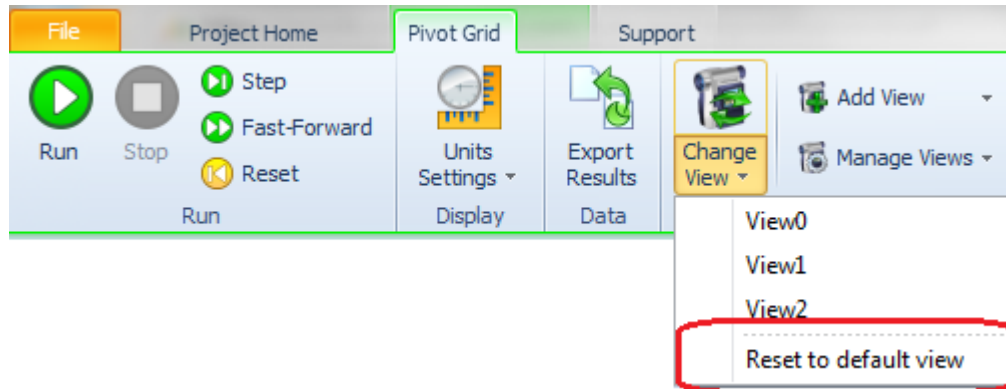 File
Project Home
Pivot Grid
Support
Run
Stop
Step
Fast-Forward
Reset
Run
Units
Settings
Display
Export
Results
Data
Change
View
Add View
Manage Views
View0
View1
View2
Reset to default view